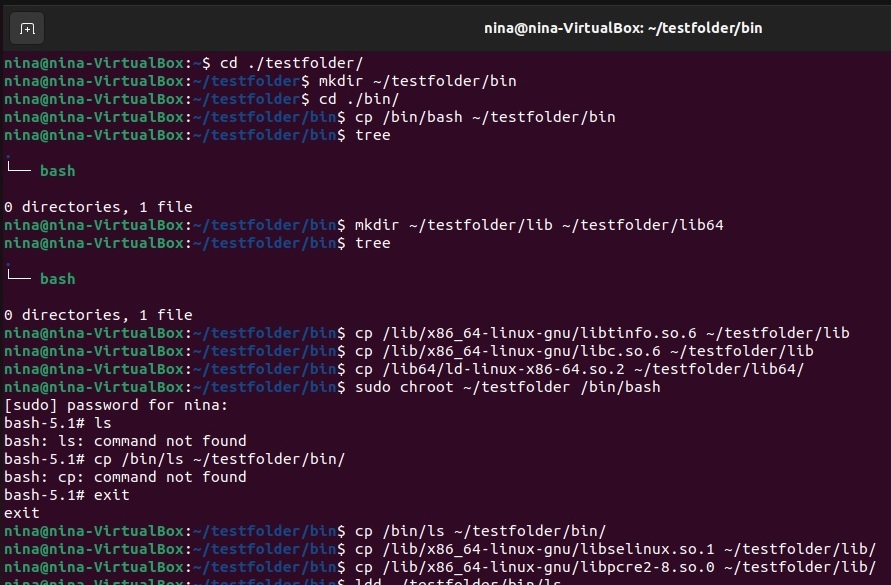 nina@nina-VirtualBox: ~/testfolder/bin
nina@nina-VirtualBox:~$ cd ./testfolder/
nina@nina-VirtualBox:~/testfolder$ mkdir ~/testfolder/bin
nina@nina-VirtualBox:~/testfolder$ cd ./bin/
nina@nina-VirtualBox:~/testfolder/bin$ cp /bin/bash ~/testfolder/bin
nina@nina-VirtualBox:~/testfolder/bin$ tree
.
└── bash
0 directories, 1 file
nina@nina-VirtualBox:~/testfolder/bin$ mkdir ~/testfolder/lib ~/testfolder/lib64
nina@nina-VirtualBox:~/testfolder/bin$ tree
.
└── bash
0 directories, 1 file
nina@nina-VirtualBox:~/testfolder/bin$ cp /lib/x86_64-linux-gnu/libtinfo.so.6 ~/testfolder/lib
nina@nina-VirtualBox:~/testfolder/bin$ cp /lib/x86_64-linux-gnu/libc.so.6 ~/testfolder/lib
nina@nina-VirtualBox:~/testfolder/bin$ cp /lib64/ld-linux-x86-64.so.2 ~/testfolder/lib64/
nina@nina-VirtualBox:~/testfolder/bin$ sudo chroot ~/testfolder /bin/bash
[sudo] password for nina:
bash-5.1# ls
bash: ls: command not found
bash-5.1# cp /bin/ls ~/testfolder/bin/
bash: cp: command not found
bash-5.1# exit
exit
nina@nina-VirtualBox:~/testfolder/bin$ cp /bin/ls ~/testfolder/bin/
nina@nina-VirtualBox:~/testfolder/bin$ cp /lib/x86_64-linux-gnu/libselinux.so.1 ~/testfolder/lib/
nina@nina-VirtualBox:~/testfolder/bin$ cp /lib/x86_64-linux-gnu/libpcre2-8.so.0 ~/testfolder/lib/
nina@nina-VirtualBox:~/testfolder/bin$ ldd ~/testfolder/bin/ls